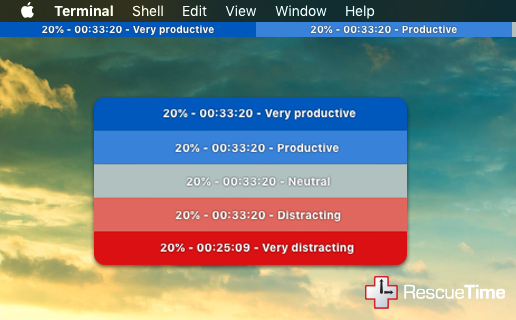 Terminal Shell Edit View Window Help
20% - 00:33:20 - Very productive 20% - 00:33:20 - Productive
20% - 00:33:20 - Very productive
20% - 00:33:20 - Productive
20% - 00:33:20 - Neutral
20% - 00:33:20 - Distracting
20% - 00:25:09 - Very distracting
RescueTime